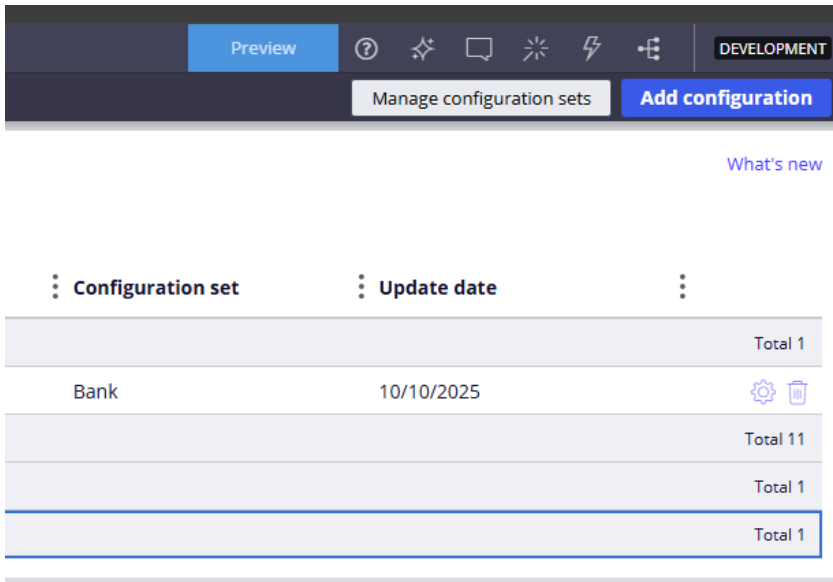 Preview ? DEVELOPMENT
Manage configuration sets Add configuration
What's new
Configuration set Update date
Total 1
Bank 10/10/2025
Total 11
Total 1
Total 1